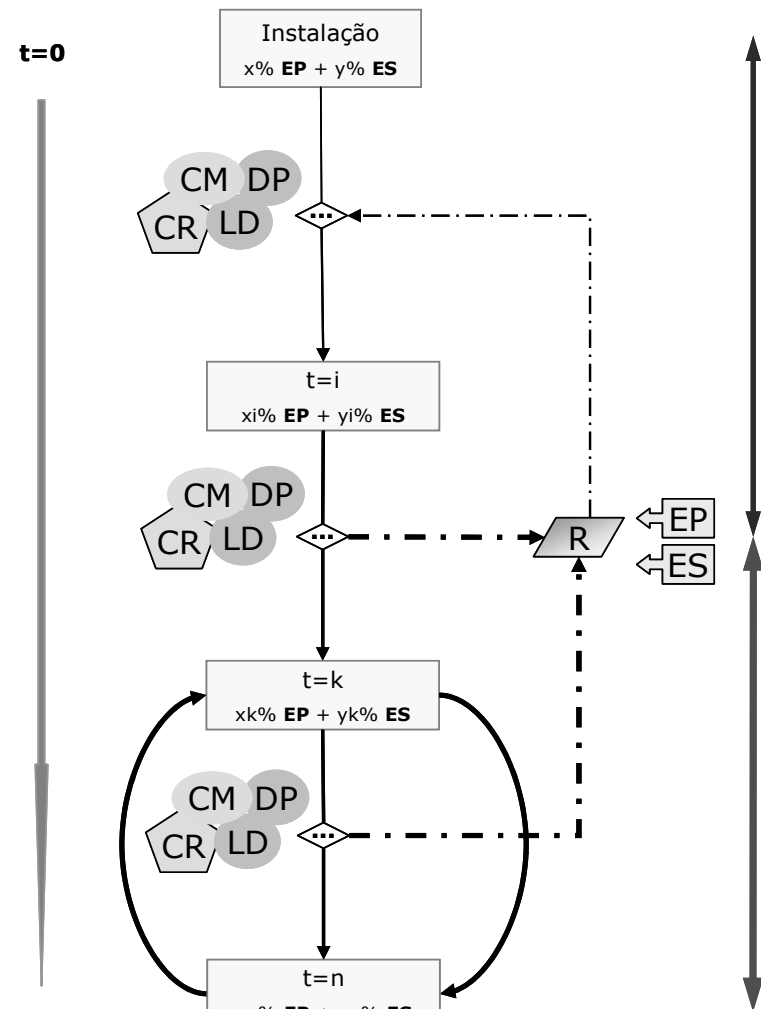 t=0
Instalação
x% EP + y% ES
CM DP
CR LD
...
t=i
xi% EP + yi% ES
CM DP
CR LD
...
R
EP
ES
t=k
xk% EP + yk% ES
CM DP
CR LD
...
t=n